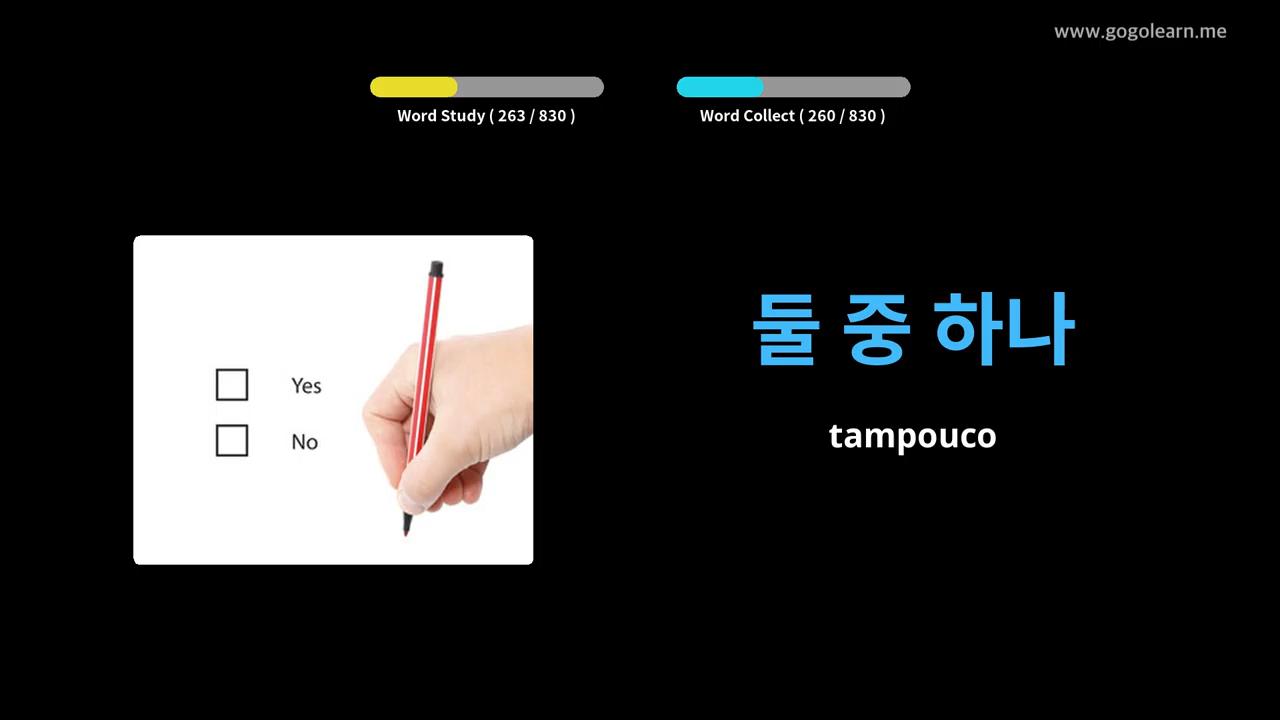 www.gogolearn.me
Word Study ( 263 / 830 )
Word Collect ( 260 / 830 )
Yes
No
둘 중 하나
tampouco